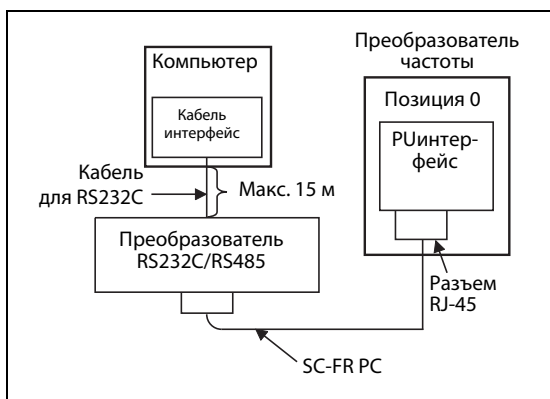 Преобразователь
частоты
Компьютер
Позиция 0
Кабель
интерфейс
PUинтер-
фейс
Кабель
для RS232C
Макс. 15 м
Преобразователь
RS232C/RS485
Разъем
RJ-45
SC-FR PC